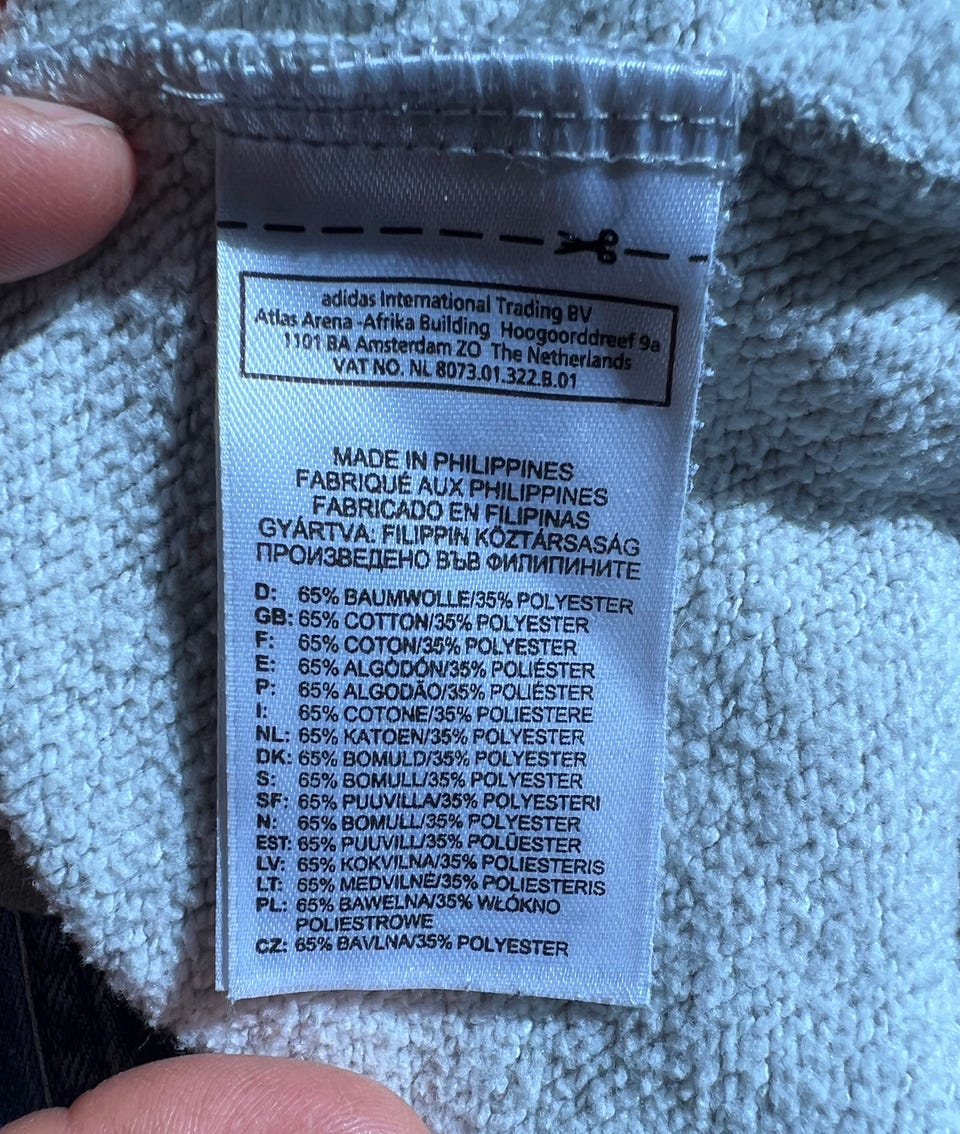 adidas International Trading BV
Atlas Arena -Afrika Building Hoogoorddreef 9a
1101 BA Amsterdam ZO The Netherlands
VAT NO. NL 8073.01.322.B.01
MADE IN PHILIPPINES
FABRIQUÉ AUX PHILIPPINES
FABRICADO EN FILIPINAS
GYÁRTVA: FILIPPIN KÖZTÁRSASÁG
ПРОИЗВЕДЕНО ВЪВ ФИЛИПИНИТЕ
D: 65% BAUMWOLLE/35% POLYESTER
GB: 65% COTTON/35% POLYESTER
F: 65% COTON/35% POLYESTER
E: 65% ALGODÓN/35% POLIÉSTER
P: 65% ALGODÃO/35% POLIÉSTER
I: 65% COTONE/35% POLIESTERE
NL: 65% KATOEN/35% POLYESTER
DK: 65% BOMULD/35% POLYESTER
S: 65% BOMULL/35% POLYESTER
SF: 65% PUUVILLA/35% POLYESTERI
N: 65% BOMULL/35% POLYESTER
EST: 65% PUUVILL/35% POLÜESTER
LV: 65% KOKVILNA/35% POLIESTERIS
LT: 65% MEDVILNĖ/35% POLIESTERIS
PL: 65% BAWEŁNA/35% WŁÓKNO
POLIESTROWE
CZ: 65% BAVLNA/35% POLYESTER